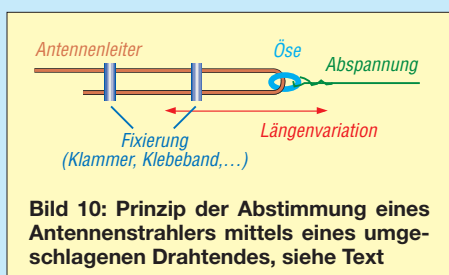 Antennenleiter
Öse
Abspannung
Längenvariation
Fixierung
(Klammer, Klebeband,…)
Bild 10: Prinzip der Abstimmung eines
Antennenstrahlers mittels eines umge-
schlagenen Drahtendes, siehe Text